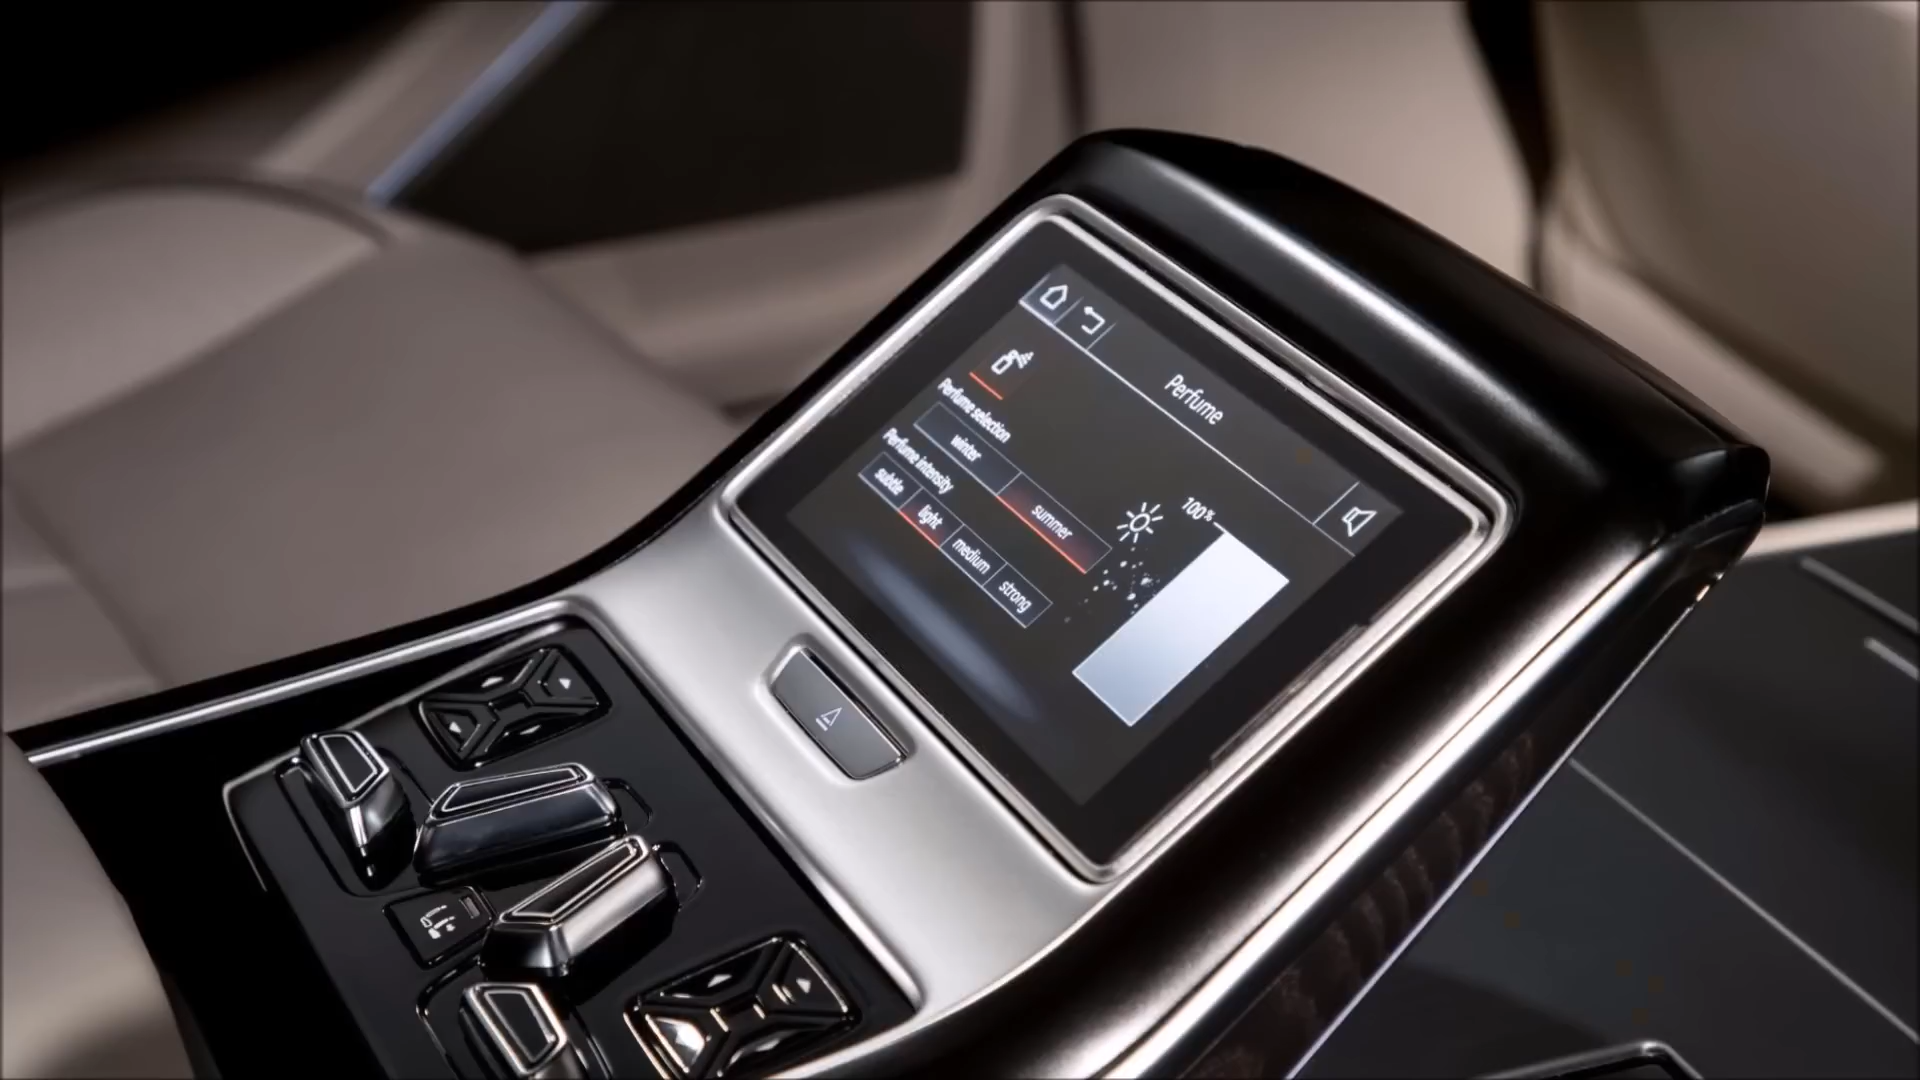 Perfume
Perfume selection
winter
summer
Perfume intensity
subtle
light
medium
strong
100%